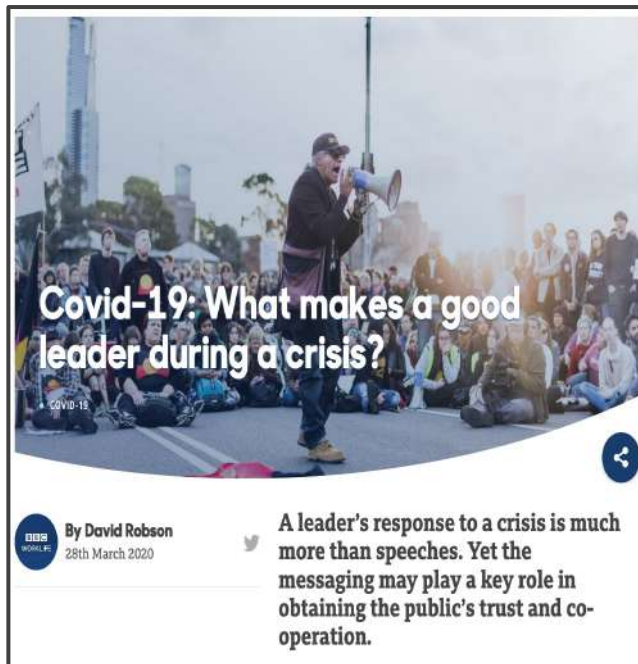 Covid-19: What makes a good
leader during a crisis?
COVID-19
BBC
WORKLIFE
By David Robson
28th March 2020
A leader's response to a crisis is much
more than speeches. Yet the
messaging may play a key role in
obtaining the public's trust and co-
operation.